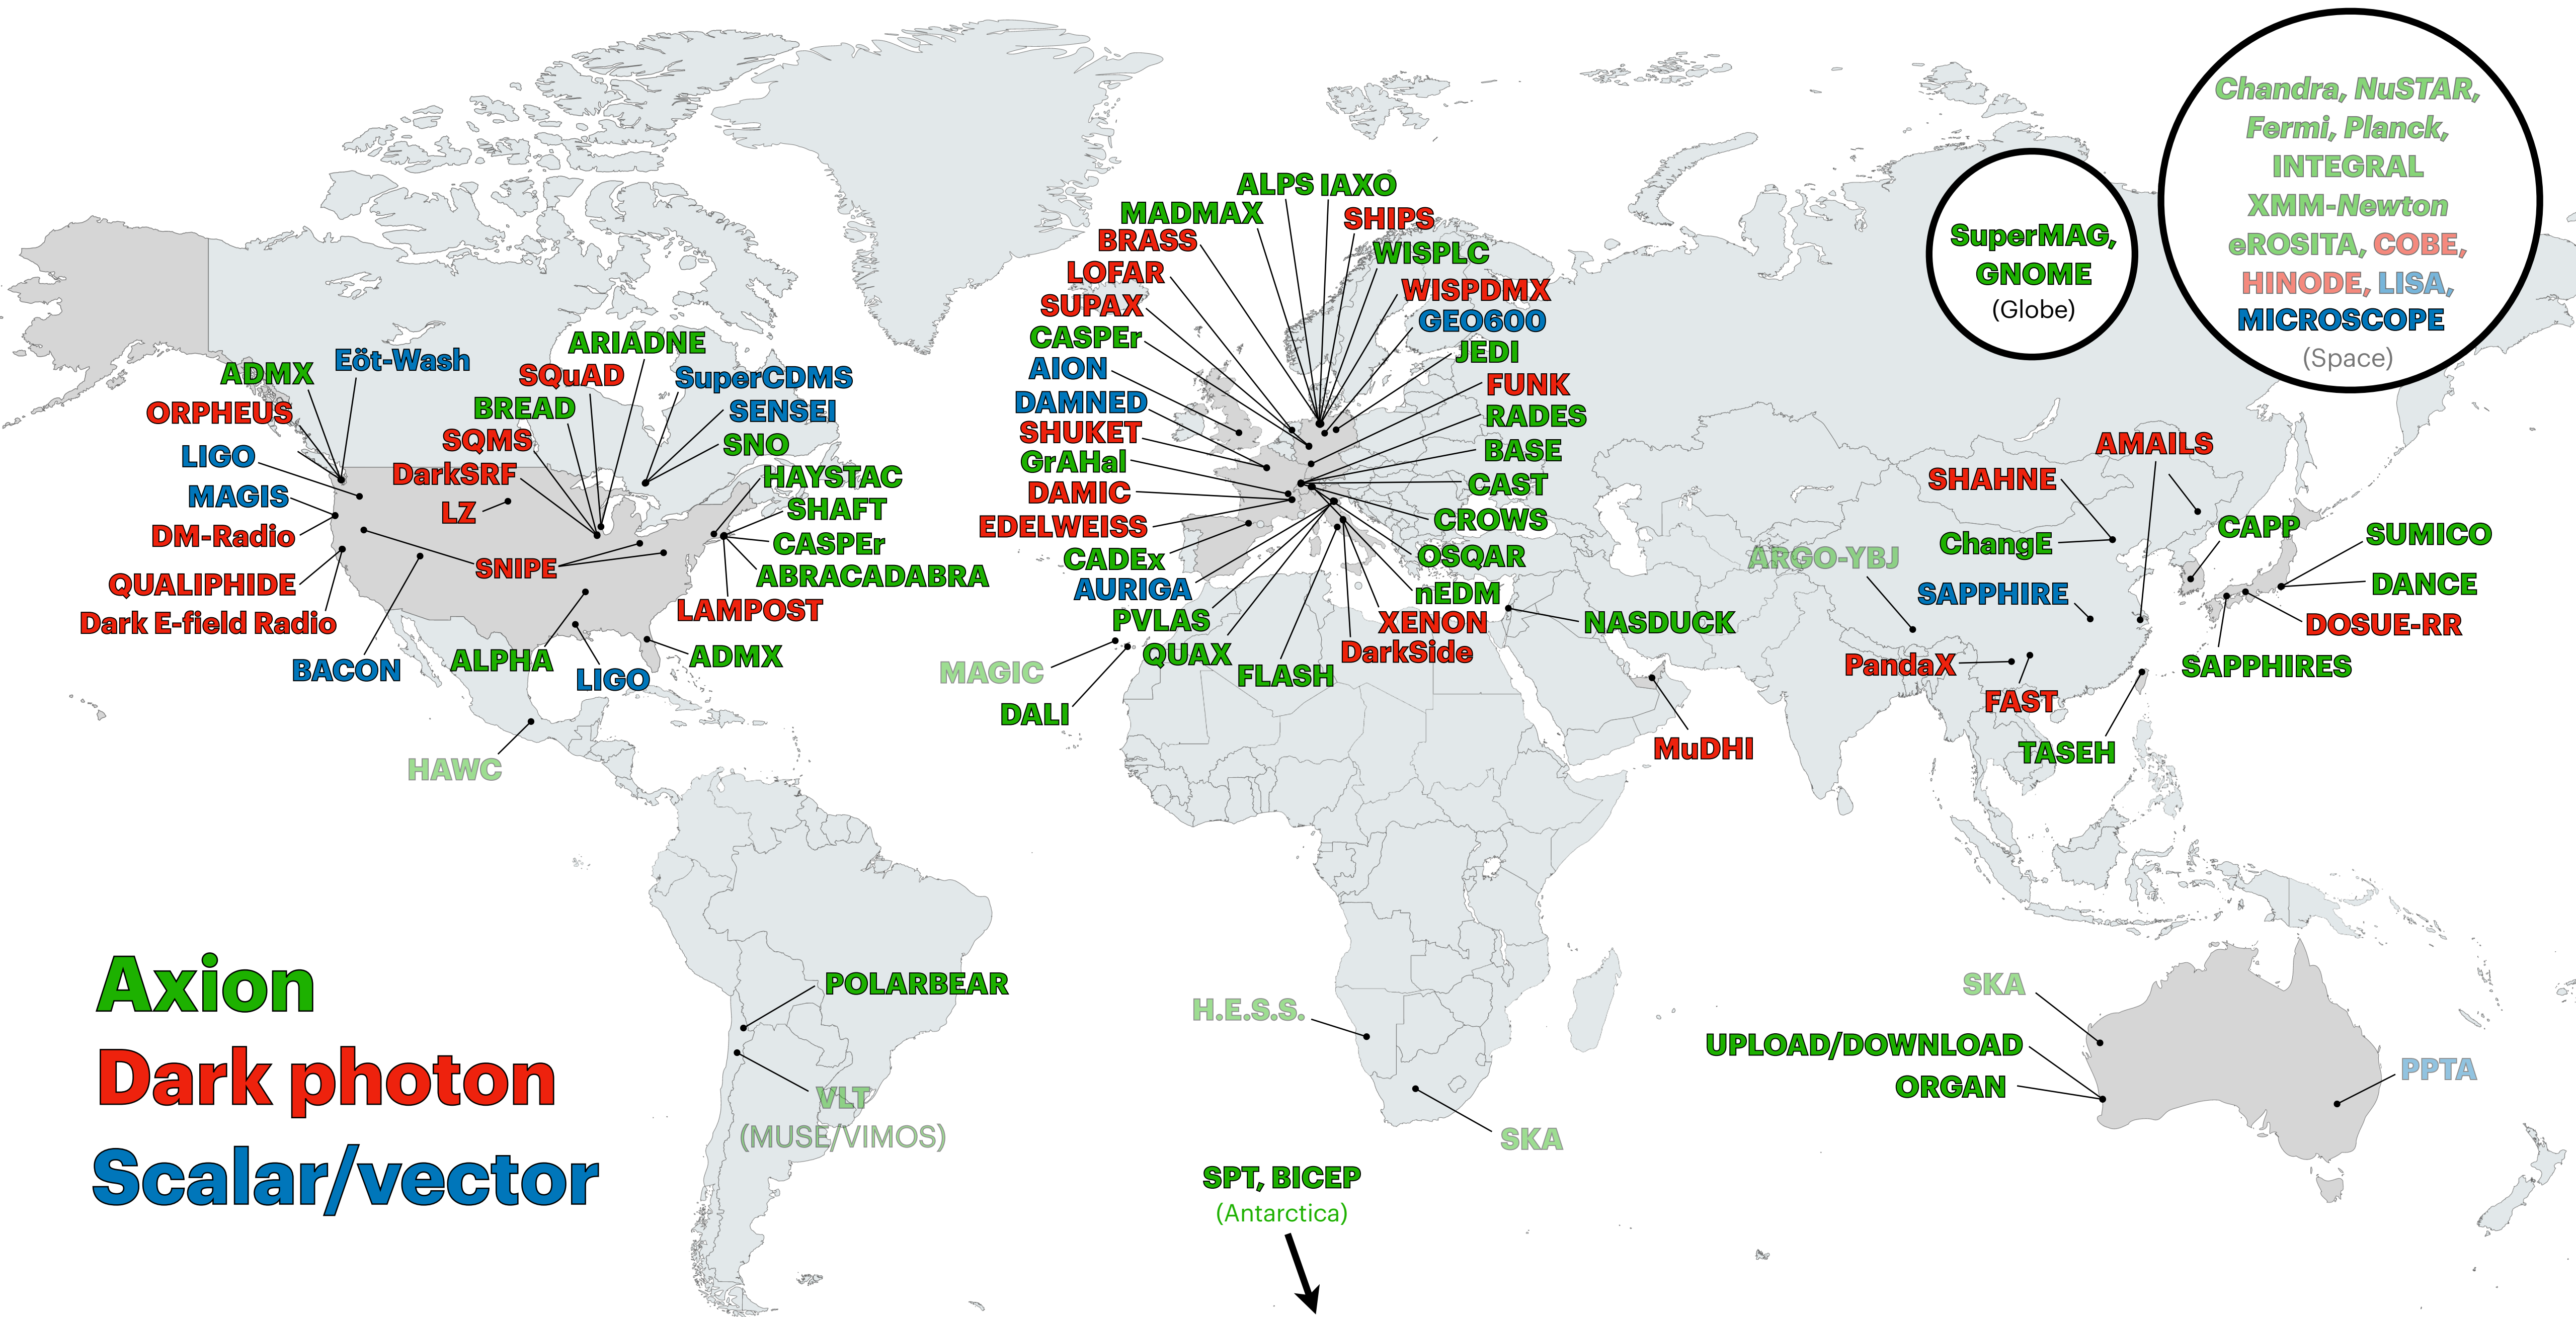 Chandra, NuSTAR,
Fermi, Planck,
INTEGRAL
XMM-Newton
eROSITA, COBE,
HINODE, LISA,
MICROSCOPE
(Space)
SuperMAG,
GNOME
(Globe)
ADMX
Eöt-Wash
ORPHEUS
LIGO
MAGIS
DM-Radio
QUALIPHIDE
Dark E-field Radio
BACON
ARIADNE
SQuAD
BREAD
SQMS
DarkSRF
LZ
SNIPE
ALPHA
LIGO
ADMX
SuperCDMS
SENSEI
SNO
HAYSTAC
SHAFT
CASPEr
ABRACADABRA
LAMPOST
HAWC
ALPS
IAXO
MADMAX
SHIPS
BRASS
WISPLC
LOFAR
WISPDMX
SUPAX
GEO600
CASPEr
JEDI
AION
FUNK
DAMNED
RADES
SHUKET
BASE
GrAHal
CAST
DAMIC
CROWS
EDELWEISS
OSQAR
CADEx
nEDM
AURIGA
XENON
PVLAS
DarkSide
QUAX
FLASH
NASDUCK
MAGIC
DALI
MuDHI
ARGO-YBJ
AMAILS
SHAHNE
ChangE
SAPPHIRE
PandaX
FAST
TASEH
CAPP
SUMICO
DANCE
DOSUE-RR
SAPPHIRES
POLARBEAR
VLT
(MUSE/VIMOS)
H.E.S.S.
SKA
SKA
UPLOAD/DOWNLOAD
ORGAN
PPTA
SPT, BICEP
(Antarctica)
Axion
Dark photon
Scalar/vector